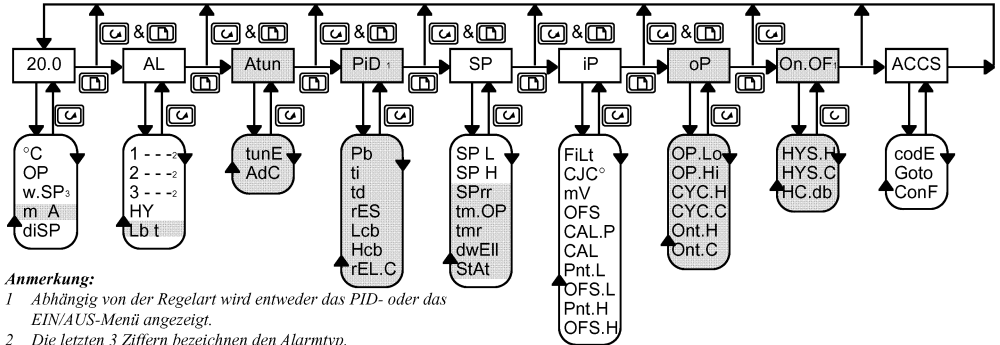 & & & & & & &
20.0 AL Atun PiD 1 SP iP oP On.OF1 ACCS
°C
OP
w.SP3
m A
diSP
1 - - -2
2 - - -2
3 - - -2
HY
Lb t
tunE
AdC
Pb
ti
td
rES
Lcb
Hcb
rEL.C
SP L
SP H
SPrr
tm.OP
tmr
dwEll
StAt
FiLt
CJC°
mV
OFS
CAL.P
CAL
Pnt.L
OFS.L
Pnt.H
OFS.H
OP.Lo
OP.Hi
CYC.H
CYC.C
Ont.H
Ont.C
HYS.H
HYS.C
HC.db
codE
Goto
ConF
Anmerkung:
1 Abhängig von der Regelart wird entweder das PID- oder das
EIN/AUS-Menü angezeigt.
2 Die letzten 3 Ziffern bezeichnen den Alarmtyp.